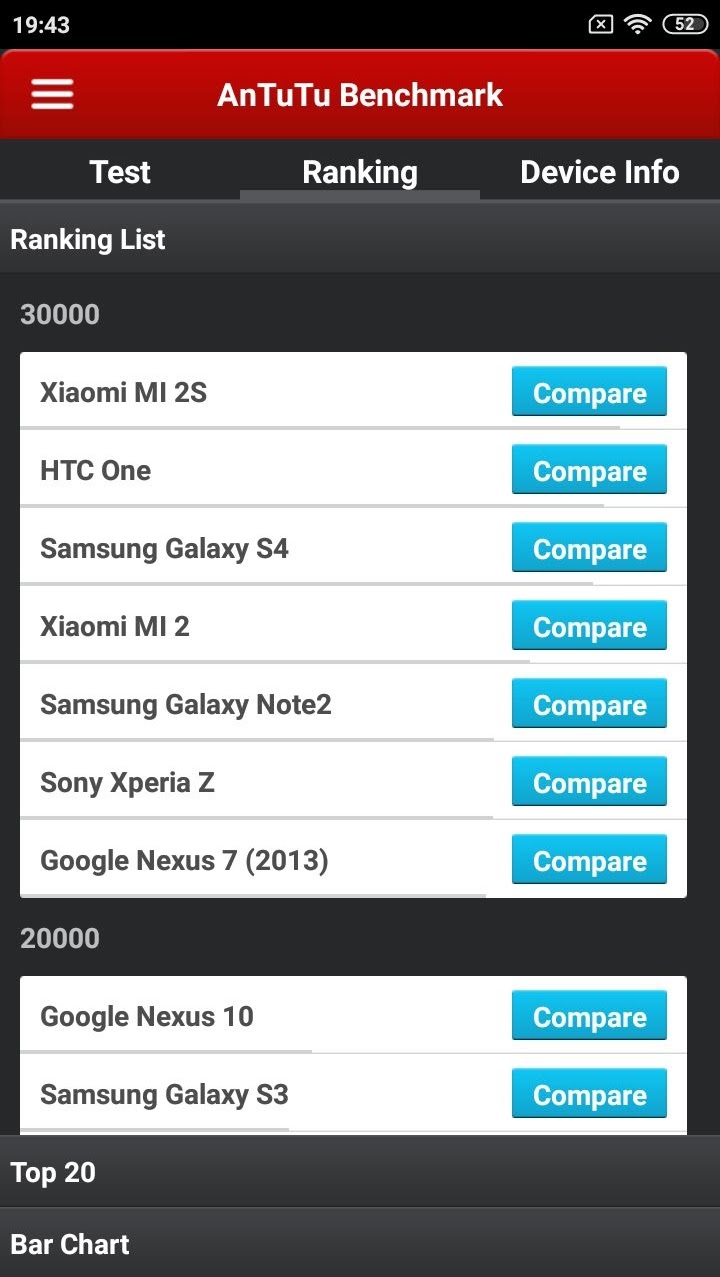 19:43
52
AnTuTu Benchmark
Test
Ranking
Device Info
Ranking List
30000
Xiaomi MI 2S
Compare
HTC One
Compare
Samsung Galaxy S4
Compare
Xiaomi MI 2
Compare
Samsung Galaxy Note2
Compare
Sony Xperia Z
Compare
Google Nexus 7 (2013)
Compare
20000
Google Nexus 10
Compare
Samsung Galaxy S3
Compare
Top 20
Bar Chart